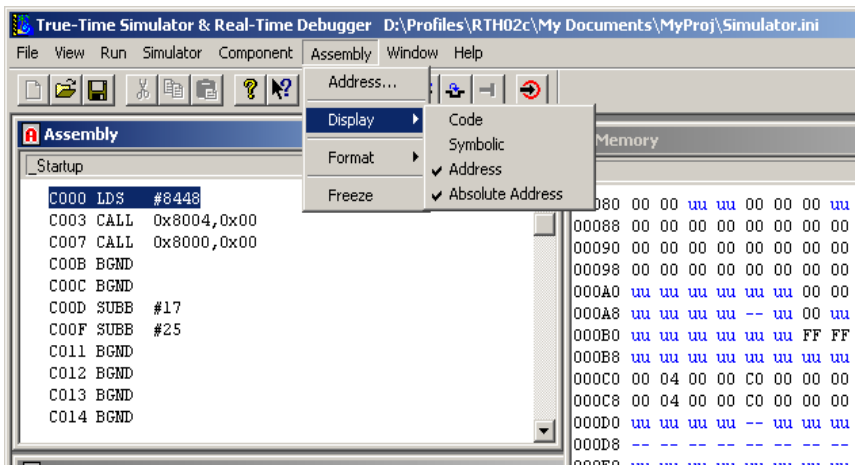 True-Time Simulator & Real-Time Debugger D:\Profiles\RTH02c\My Documents\MyProj\Simulator.ini
File View Run Simulator Component Assembly Window Help
Address...
Display
Format
Freeze
Code
Symbolic
Address
Absolute Address
Assembly
_Startup
C000 LDS #8448
C003 CALL 0x8004,0x00
C007 CALL 0x8000,0x00
C00B BGND
C00C BGND
C00D SUBB #17
C00F SUBB #25
C011 BGND
C012 BGND
C013 BGND
C014 BGND
Memory
80 00 00 uu uu 00 00 00 uu
00088 00 00 00 00 00 00 00 00
00090 00 00 00 00 00 00 00 00
00098 00 00 00 00 00 00 00 00
000A0 uu uu uu uu uu uu 00 00
000A8 uu uu uu uu -- uu 00 uu
000B0 uu uu uu uu uu uu FF FF
000B8 uu uu uu uu uu uu uu uu
000C0 00 04 00 00 C0 00 00 00
000C8 00 04 00 00 C0 00 00 00
000D0 uu uu uu uu -- uu uu uu
000D8 -- -- -- -- -- -- -- --